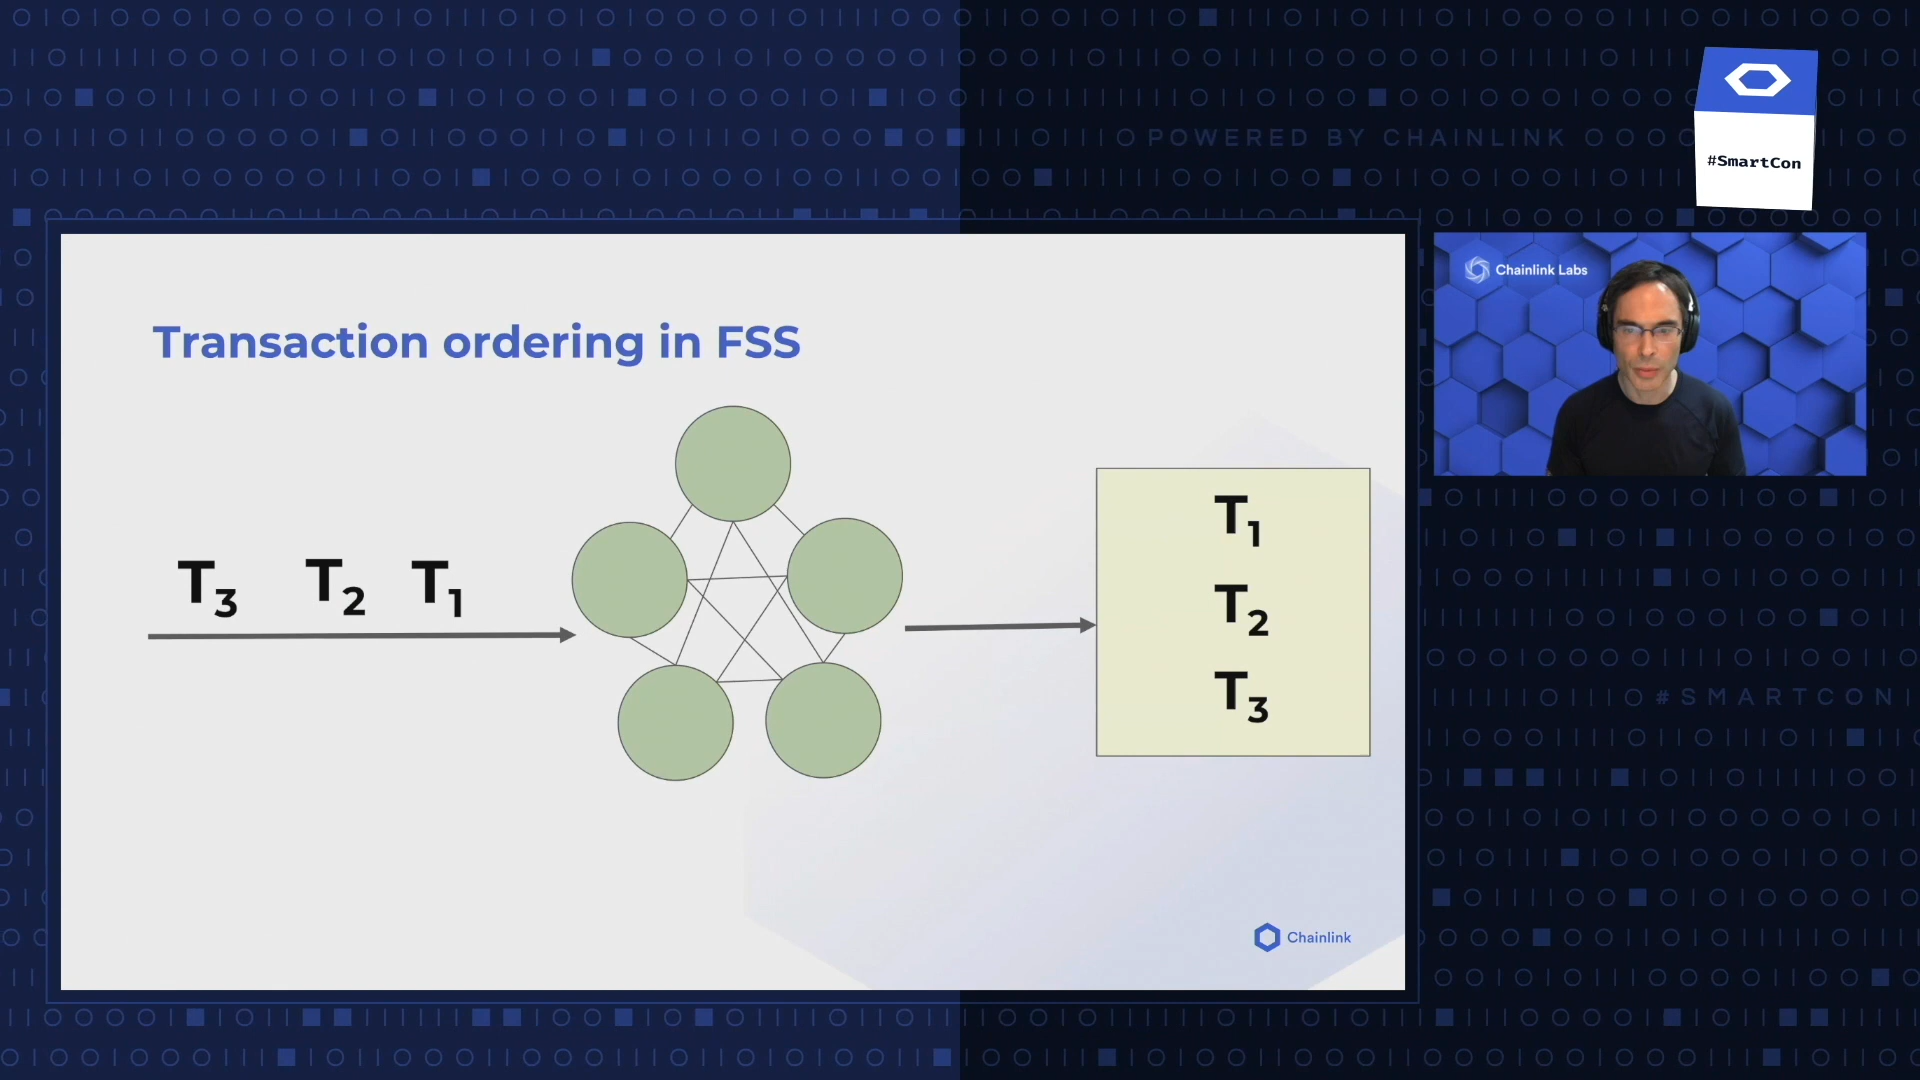 POWERED BY CHAINLINK
#SmartCon
Chainlink Labs
Transaction ordering in FSS
T3 T2 T1
T1
T2
T3
#SMARTCON
Chainlink